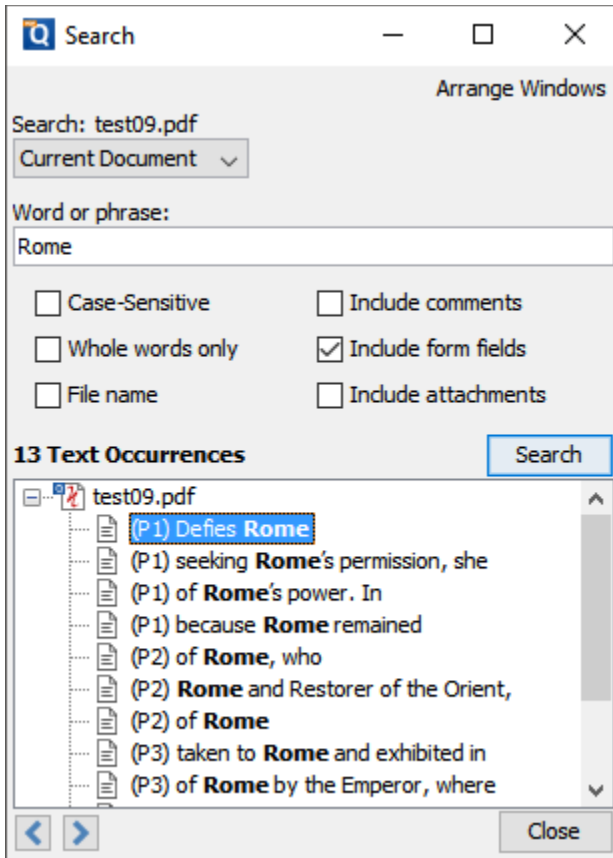 Search
Arrange Windows
Search: test09.pdf
Current Document
Word or phrase:
Rome
Case-Sensitive
Include comments
Whole words only
Include form fields
File name
Include attachments
13 Text Occurrences
Search
test09.pdf
(P1) Defies Rome
(P1) seeking Rome’s permission, she
(P1) of Rome’s power. In
(P1) because Rome remained
(P2) of Rome, who
(P2) Rome and Restorer of the Orient,
(P2) of Rome
(P3) taken to Rome and exhibited in
(P3) of Rome by the Emperor, where
Close